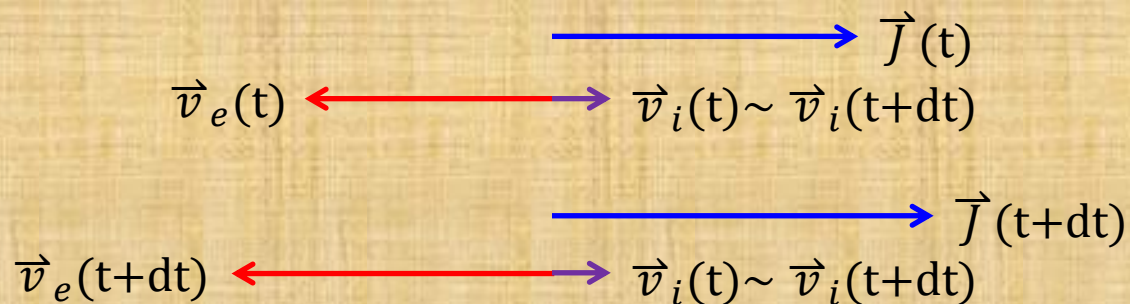 J⃗(t)
v⃗ₑ(t) v⃗ᵢ(t)~ v⃗ᵢ(t+dt)
J⃗(t+dt)
v⃗ₑ(t+dt) v⃗ᵢ(t)~ v⃗ᵢ(t+dt)